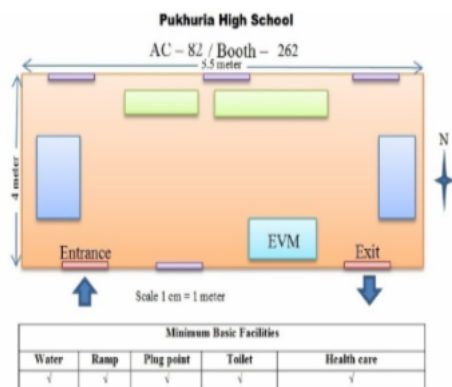 Pukhuria High School
AC – 82 / Booth – 262
5.5 meter
4 meter
N
Entrance
EVM
Exit
Scale 1 cm = 1 meter
Minimum Basic Facilities
Water Ramp Plug point Toilet Health care
√ √ √ √ √